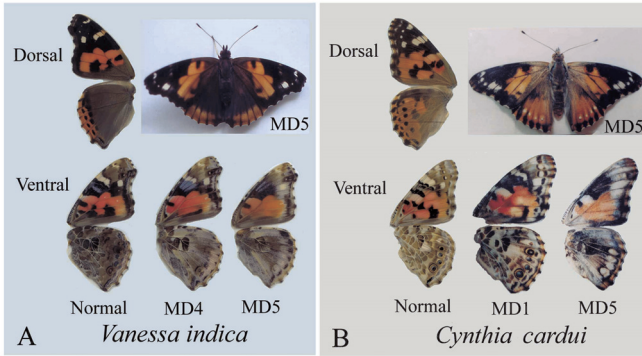 Dorsal
MD5
Ventral
Normal MD4 MD5
A Vanessa indica
Dorsal
MD5
Ventral
Normal MD1 MD5
B Cynthia cardui